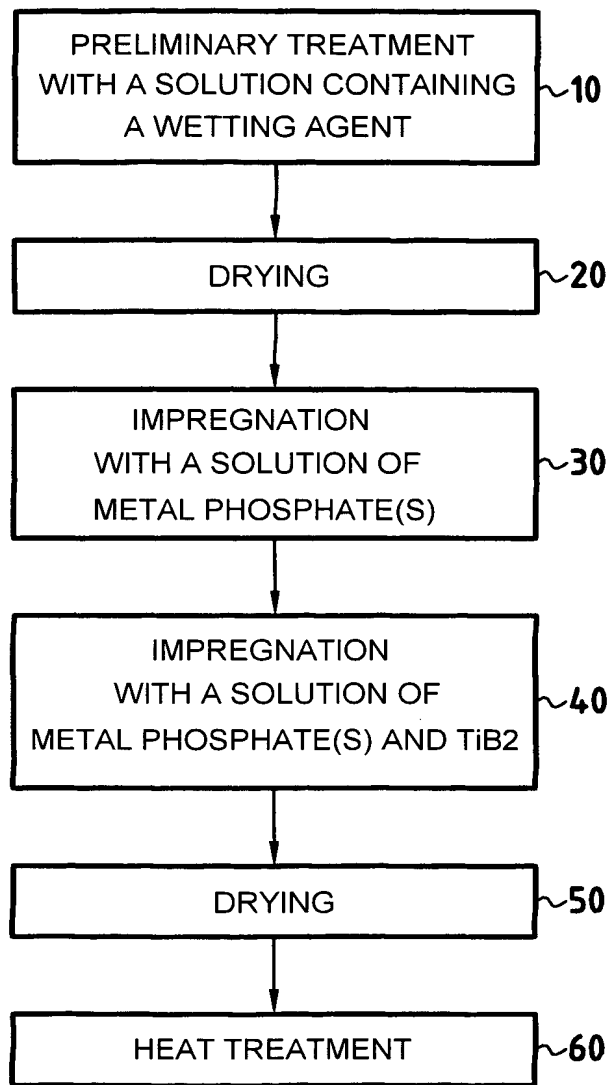 PRELIMINARY TREATMENT
WITH A SOLUTION CONTAINING
A WETTING AGENT
10
DRYING
20
IMPREGNATION
WITH A SOLUTION OF
METAL PHOSPHATE(S)
30
IMPREGNATION
WITH A SOLUTION OF
METAL PHOSPHATE(S) AND TiB2
40
DRYING
50
HEAT TREATMENT
60